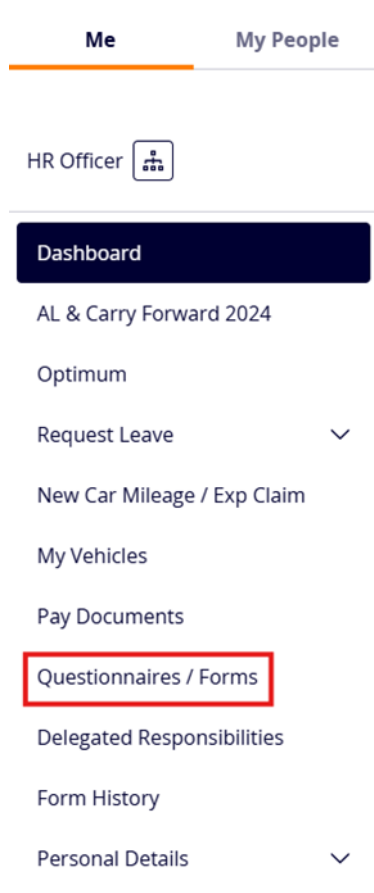 Me My People
HR Officer
Dashboard
AL & Carry Forward 2024
Optimum
Request Leave
New Car Mileage / Exp Claim
My Vehicles
Pay Documents
Questionnaires / Forms
Delegated Responsibilities
Form History
Personal Details